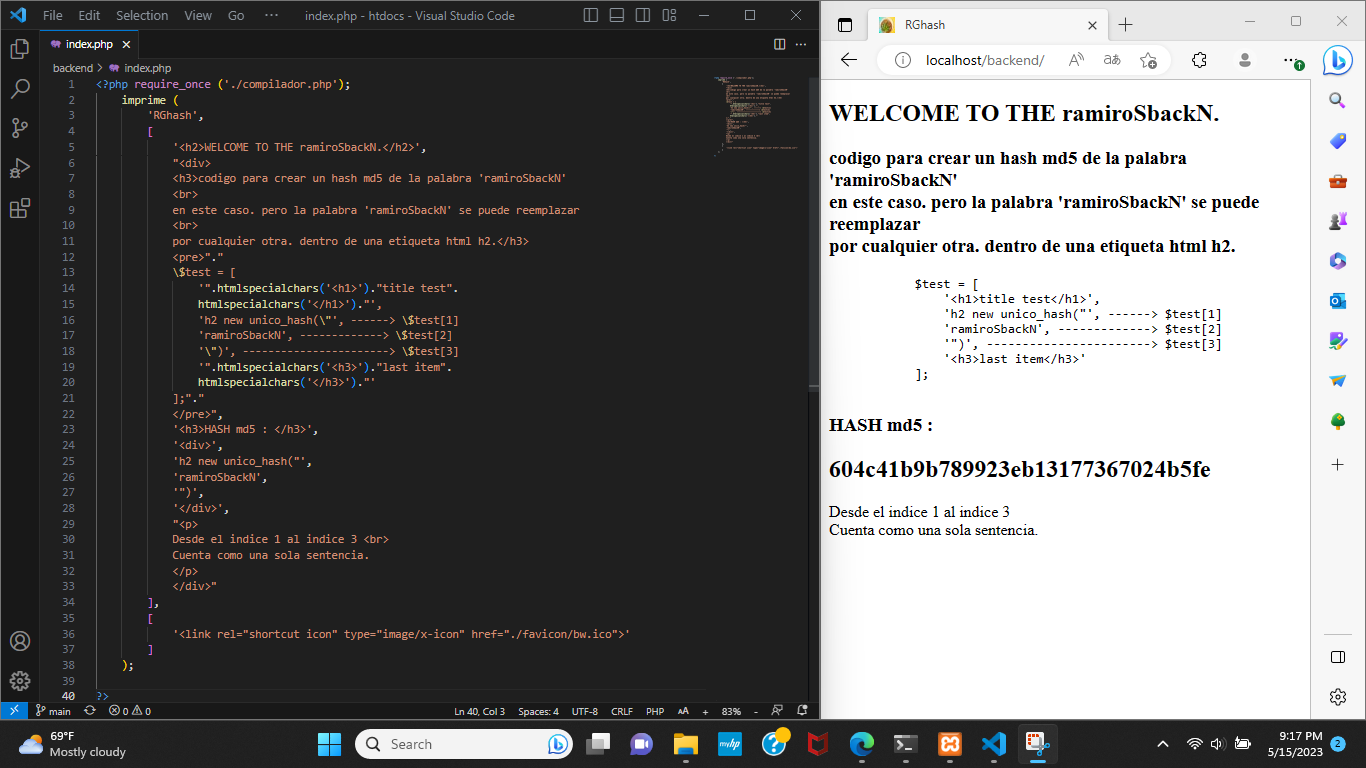 File Edit Selection View Go ··· index.php - htdocs - Visual Studio Code
index.php
backend > index.php
1 <?php require_once ('./compilador.php');
2 imprime (
3 'RGhash',
4 [
5 '<h2>WELCOME TO THE ramiroSbackN.</h2>',
6 "<div>
7 <h3>codigo para crear un hash md5 de la palabra 'ramiroSbackN'
8 <br>
9 en este caso. pero la palabra 'ramiroSbackN' se puede reemplazar
10 <br>
11 por cualquier otra. dentro de una etiqueta html h2.</h3>
12 <pre>"."
13 \$test = [
14 '".htmlspecialchars('<h1>')."title test".
15 htmlspecialchars('</h1>')."',
16 'h2 new unico_hash(\"', ------> \$test[1]
17 'ramiroSbackN', ------------> \$test[2]
18 '\")', ----------------------> \$test[3]
19 '".htmlspecialchars('<h3>')."last item".
20 htmlspecialchars('</h3>')."'
21 ];"."
22 </pre>",
23 '<h3>HASH md5 : </h3>',
24 '<div>',
25 'h2 new unico_hash("',
26 'ramiroSbackN',
27 '")',
28 '</div>',
29 "<p>
30 Desde el indice 1 al indice 3 <br>
31 Cuenta como una sola sentencia.
32 </p>
33 </div>"
34 ],
35 [
36 '<link rel="shortcut icon" type="image/x-icon" href="./favicon/bw.ico">'
37 ]
38 );
39
40 ?>
main 0 0 Ln 40, Col 3 Spaces: 4 UTF-8 CRLF PHP AA + 83% -
RGhash
localhost/backend/
WELCOME TO THE ramiroSbackN.
codigo para crear un hash md5 de la palabra
'ramiroSbackN'
en este caso. pero la palabra 'ramiroSbackN' se puede
reemplazar
por cualquier otra. dentro de una etiqueta html h2.
$test = [
'<h1>title test</h1>',
'h2 new unico_hash("', ------> $test[1]
'ramiroSbackN', -------------> $test[2]
'")', -----------------------> $test[3]
'<h3>last item</h3>'
];
HASH md5 :
604c41b9b789923eb13177367024b5fe
Desde el indice 1 al indice 3
Cuenta como una sola sentencia.
69°F
Mostly cloudy
Search
myhp
9:17 PM
5/15/2023
2